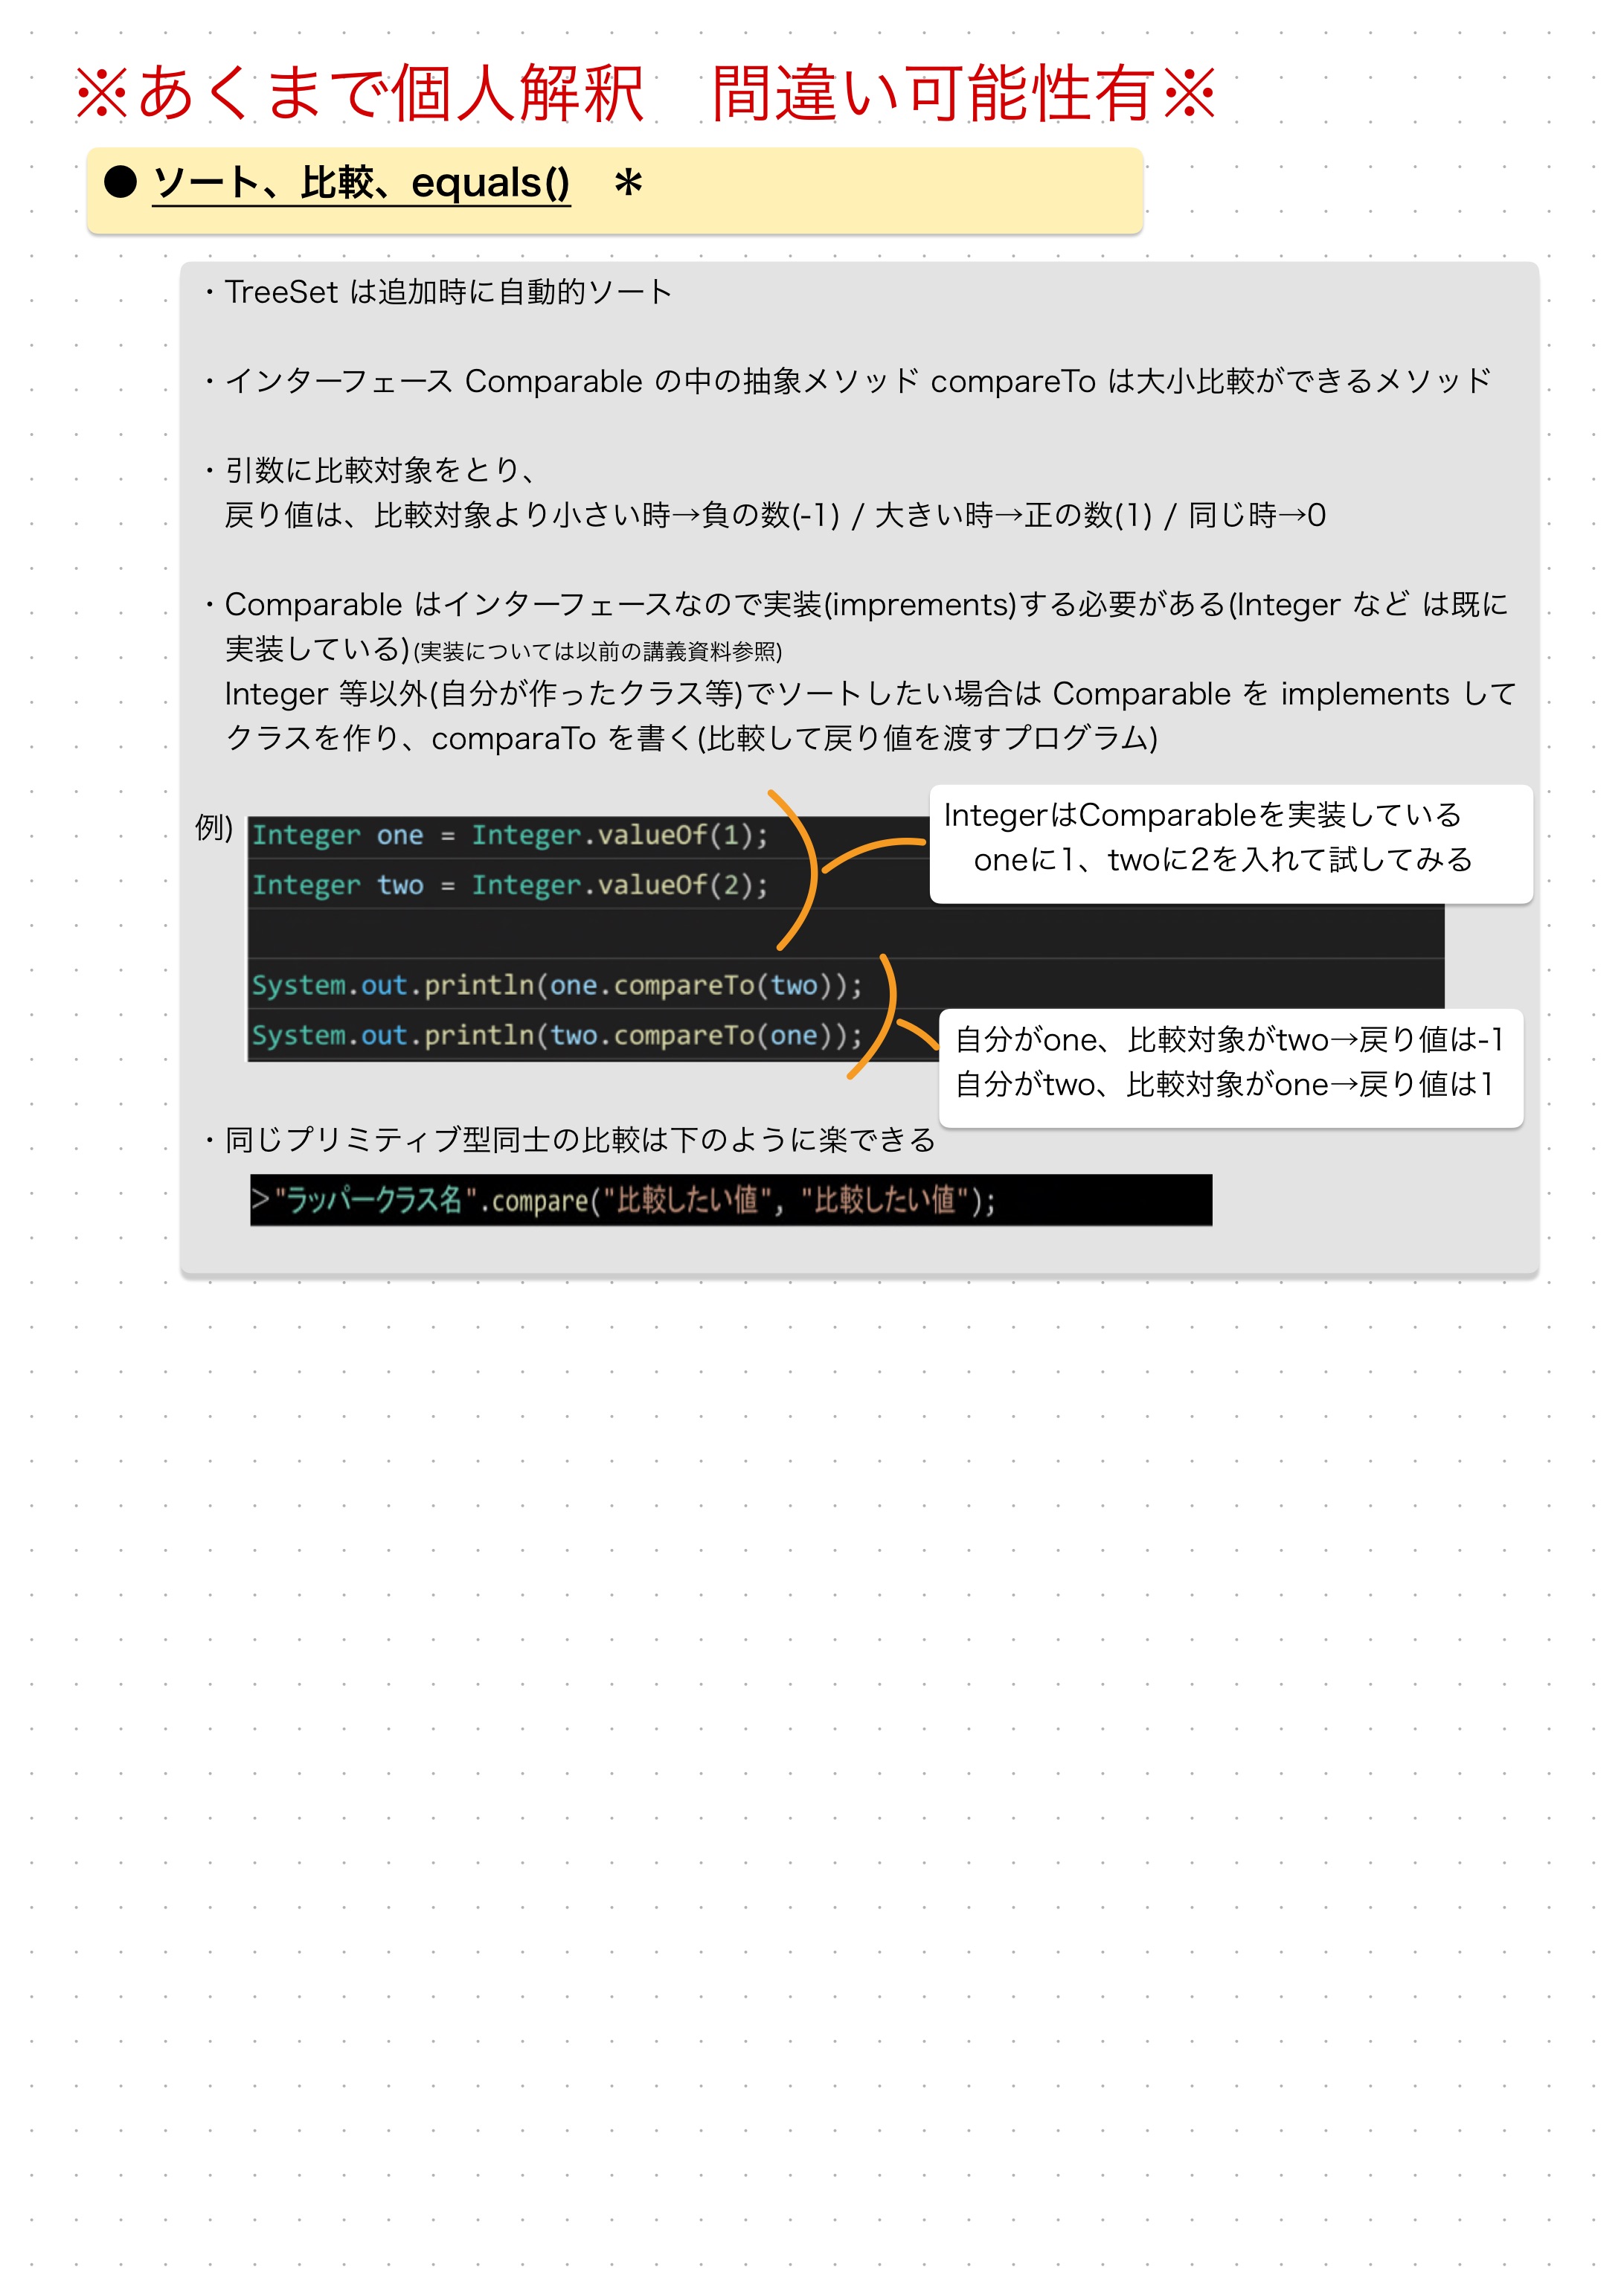 ※あくまで個人解釈　間違い可能性有※
● ソート、比較、equals()　＊
・TreeSet は追加時に自動的ソート
・インターフェース Comparable の中の抽象メソッド compareTo は大小比較ができるメソッド
・引数に比較対象をとり、
戻り値は、比較対象より小さい時→負の数(-1) / 大きい時→正の数(1) / 同じ時→0
・Comparable はインターフェースなので実装(imprements)する必要がある(Integer など は既に
実装している)(実装については以前の講義資料参照)
Integer 等以外(自分が作ったクラス等)でソートしたい場合は Comparable を implements して
クラスを作り、comparaTo を書く(比較して戻り値を渡すプログラム)
例)
Integer one = Integer.valueOf(1);
Integer two = Integer.valueOf(2);
IntegerはComparableを実装している
oneに1、twoに2を入れて試してみる
System.out.println(one.compareTo(two));
System.out.println(two.compareTo(one));
自分がone、比較対象がtwo→戻り値は-1
自分がtwo、比較対象がone→戻り値は1
・同じプリミティブ型同士の比較は下のように楽できる
>"ラッパークラス名".compare("比較したい値", "比較したい値");